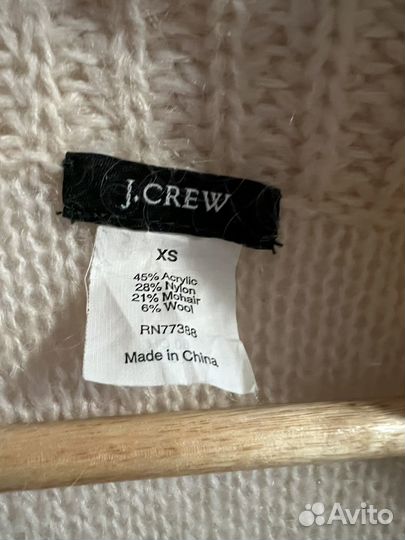 J.CREW
XS
45% Acrylic
28% Nylon
21% Mohair
6% Wool
RN77388
Made in China
Avito